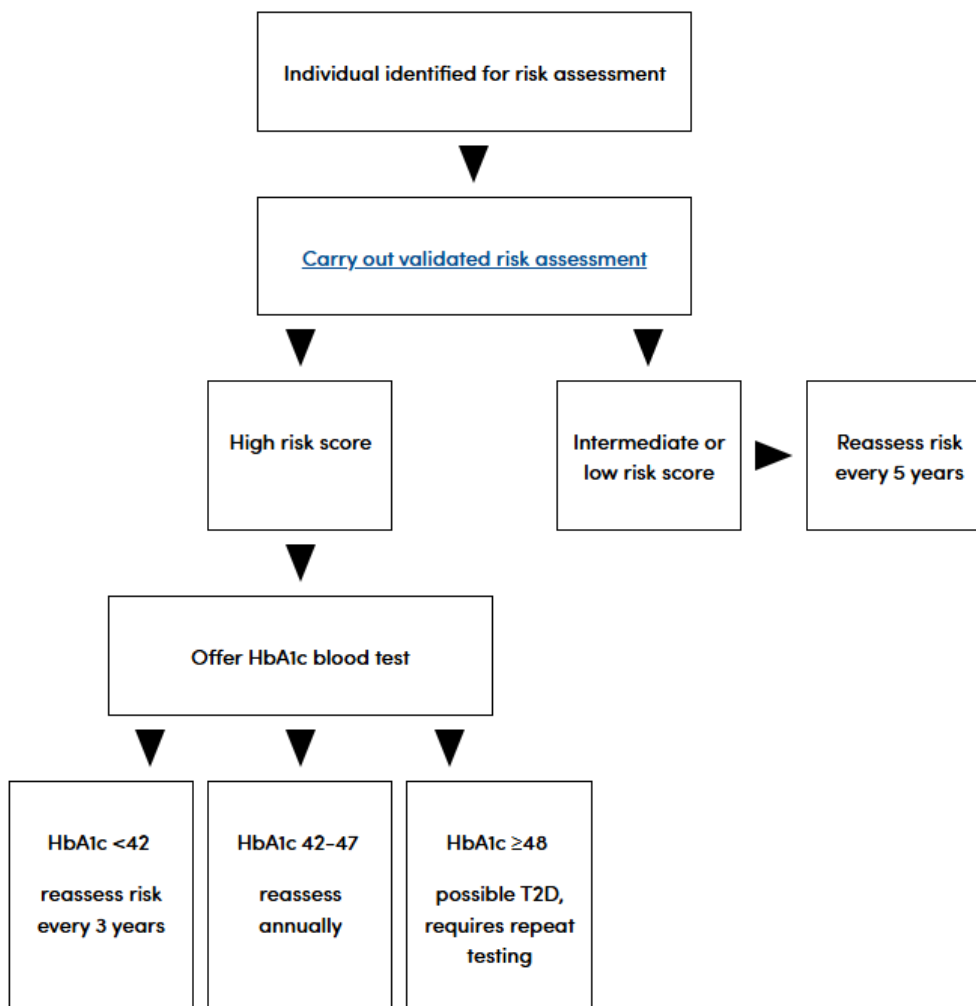 Individual identified for risk assessment
Carry out validated risk assessment
High risk score
Intermediate or
low risk score
Reassess risk
every 5 years
Offer HbA1c blood test
HbA1c <42
reassess risk
every 3 years
HbA1c 42-47
reassess
annually
HbA1c ≥48
possible T2D,
requires repeat
testing